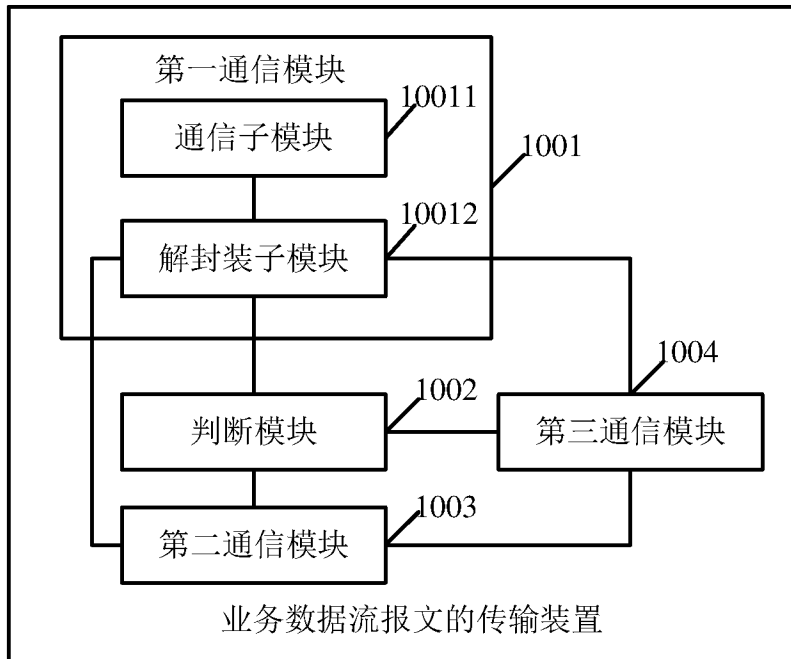 第一通信模块
10011
通信子模块
1001
10012
解封装子模块
1004
1002
判断模块
第三通信模块
1003
第二通信模块
业务数据流报文的传输装置